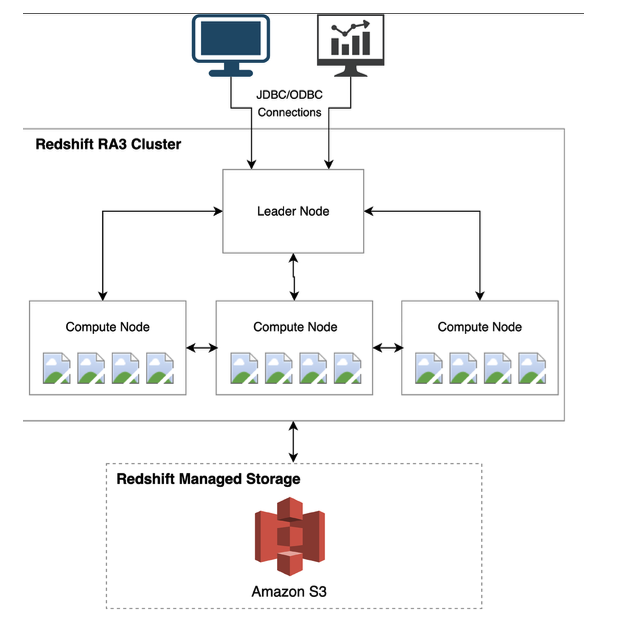 JDBC/ODBC
Connections
Redshift RA3 Cluster
Leader Node
Compute Node
Compute Node
Compute Node
Redshift Managed Storage
Amazon S3